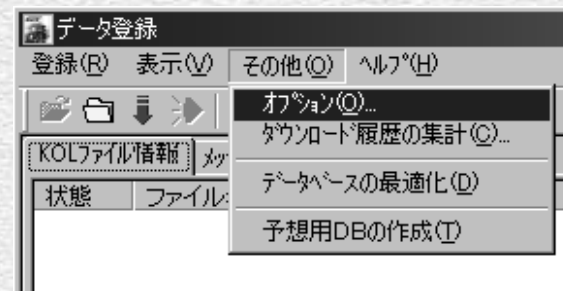 データ登録
登録(R) 表示(V) その他(O) ﾍﾙﾌﾟ(H)
ｵﾌﾟｼｮﾝ(O)...
ﾀﾞｳﾝﾛｰﾄﾞ履歴の集計(C)...
KOLﾌｧｲﾙ情報 ﾒｯ
ﾃﾞｰﾀﾍﾞｰｽの最適化(D)
状態 ファイル
予想用DBの作成(T)